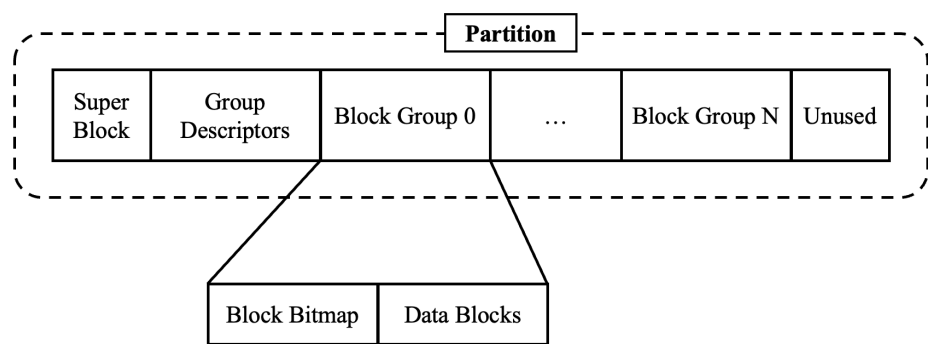 Partition
Super
Block
Group
Descriptors
Block Group 0
…
Block Group N
Unused
Block Bitmap
Data Blocks